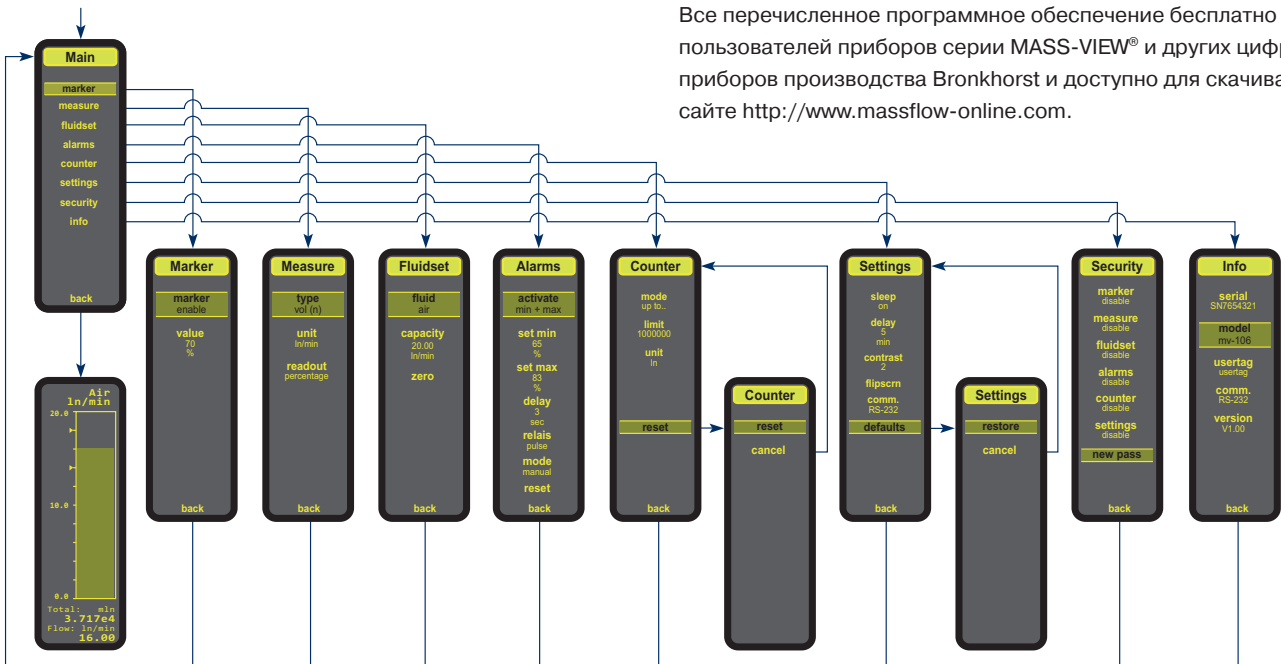 Все перечисленное программное обеспечение бесплатно
пользователей приборов серии MASS-VIEW® и других циф
приборов производства Bronkhorst и доступно для скачива
сайте http://www.massflow-online.com.
Main
marker
measure
fluidset
alarms
counter
settings
security
info
back
Marker
marker
enable
value
70
%
back
Measure
type
vol (n)
unit
ln/min
readout
percentage
back
Fluidset
fluid
air
capacity
20.00
ln/min
zero
back
Alarms
activate
min + max
set min
65
%
set max
83
%
delay
3
sec
relais
pulse
mode
manual
reset
back
Counter
mode
up to..
limit
1000000
unit
ln
reset
back
Counter
reset
cancel
Settings
sleep
on
delay
5
min
contrast
2
flipscrn
comm.
RS-232
defaults
back
Settings
restore
cancel
Security
marker
disable
measure
disable
fluidset
disable
alarms
disable
counter
disable
settings
disable
new pass
back
Info
serial
SN7654321
model
mv-106
usertag
usertag
comm.
RS-232
version
V1.00
back
Air
ln/min
20.0
10.0
0.0
Total: mln
3.717e4
Flow: ln/min
16.00